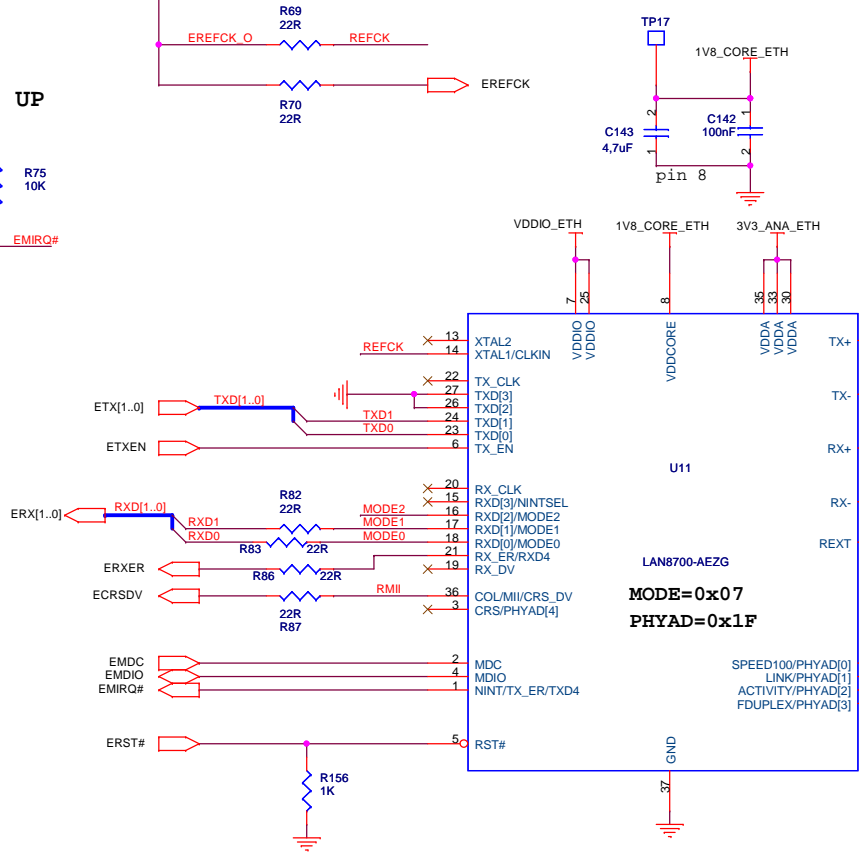 R69
22R
EREFCK_O
REFCK
EREFCK
R70
22R
UP
R75
10K
EMIRQ#
TP17
1V8_CORE_ETH
2
1
C143
4,7uF
C142
100nF
1
2
pin 8
VDDIO_ETH
1V8_CORE_ETH
3V3_ANA_ETH
7
25
8
35
33
30
VDDIO
VDDIO
VDDCORE
VDDA
VDDA
VDDA
13
XTAL2
REFCK
14
XTAL1/CLKIN
TX+
22
TX_CLK
27
TXD[3]
TX-
26
TXD[2]
ETX[1..0]
TXD[1..0]
TXD1
24
TXD[1]
TXD0
23
TXD[0]
ETXEN
6
TX_EN
RX+
U11
20
RX_CLK
15
RXD[3]/NINTSEL
RX-
R82
22R
ERX[1..0]
RXD[1..0]
MODE2
16
RXD[2]/MODE2
RXD1
MODE1
17
RXD[1]/MODE1
RXD0
MODE0
18
RXD[0]/MODE0
REXT
R83
22R
21
RX_ER/RXD4
ERXER
R86
22R
19
RX_DV
LAN8700-AEZG
ECRSDV
RMII
36
COL/MII/CRS_DV
MODE=0x07
22R
R87
3
CRS/PHYAD[4]
PHYAD=0x1F
EMDC
2
MDC
SPEED100/PHYAD[0]
EMDIO
4
MDIO
LINK/PHYAD[1]
EMIRQ#
1
NINT/TX_ER/TXD4
ACTIVITY/PHYAD[2]
FDUPLEX/PHYAD[3]
ERST#
5
RST#
GND
R156
1K
37